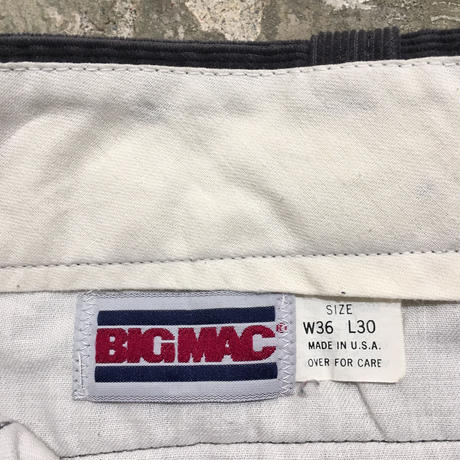 BIG MAC®
SIZE
W36 L30
MADE IN U.S.A.
OVER FOR CARE